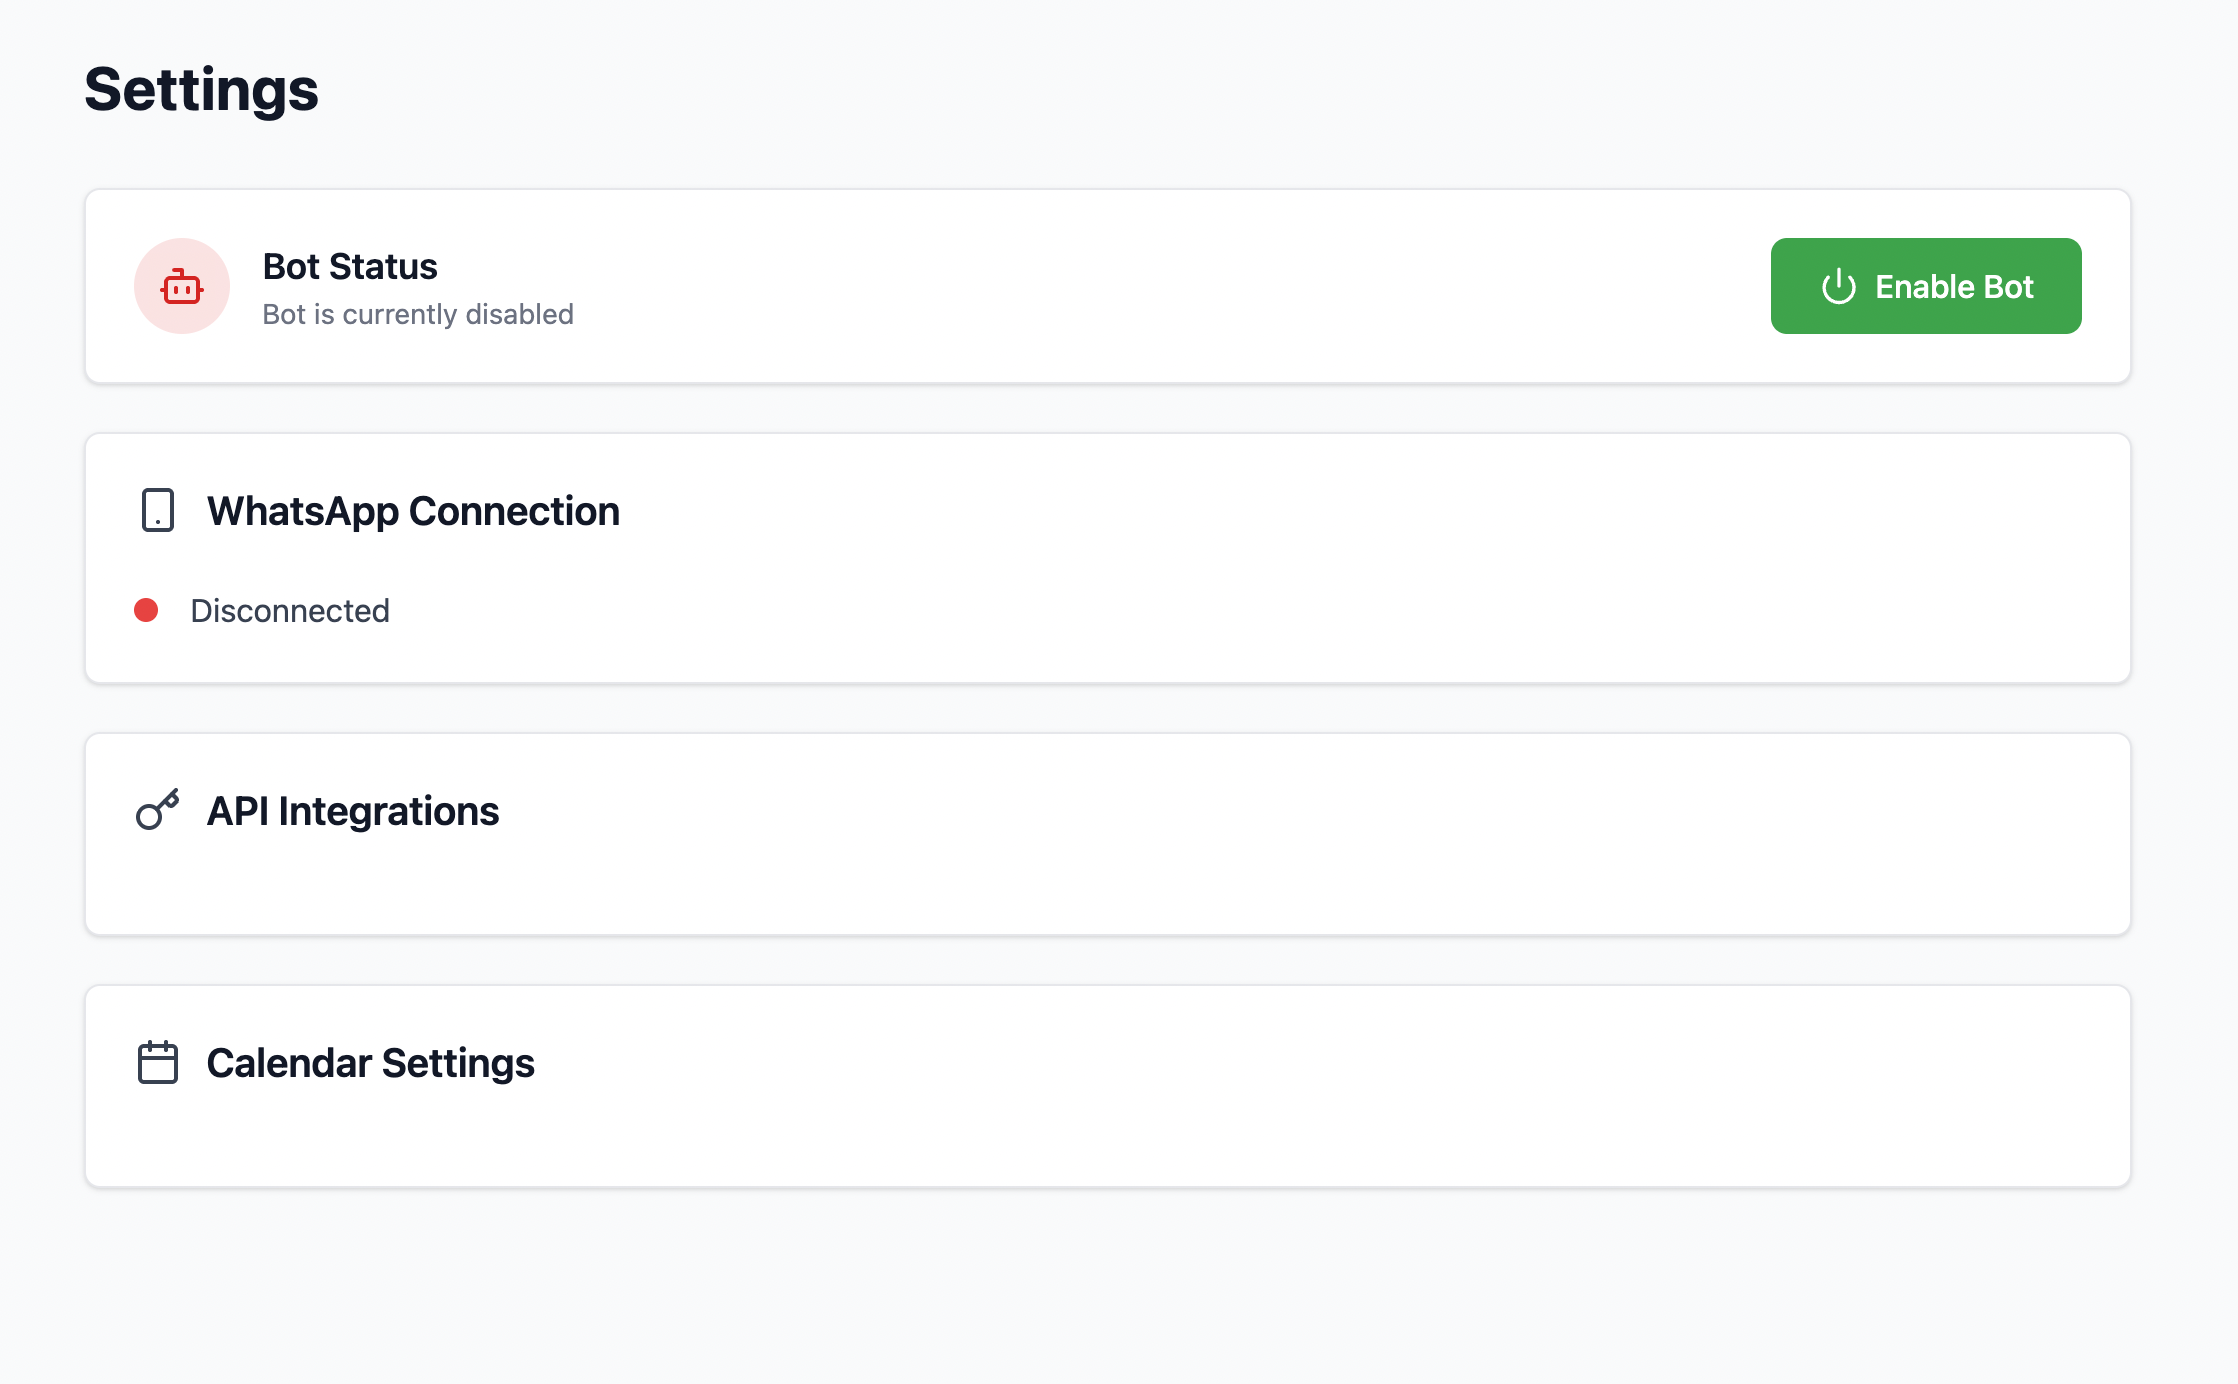 Settings
Bot Status
Bot is currently disabled
Enable Bot
WhatsApp Connection
Disconnected
API Integrations
Calendar Settings